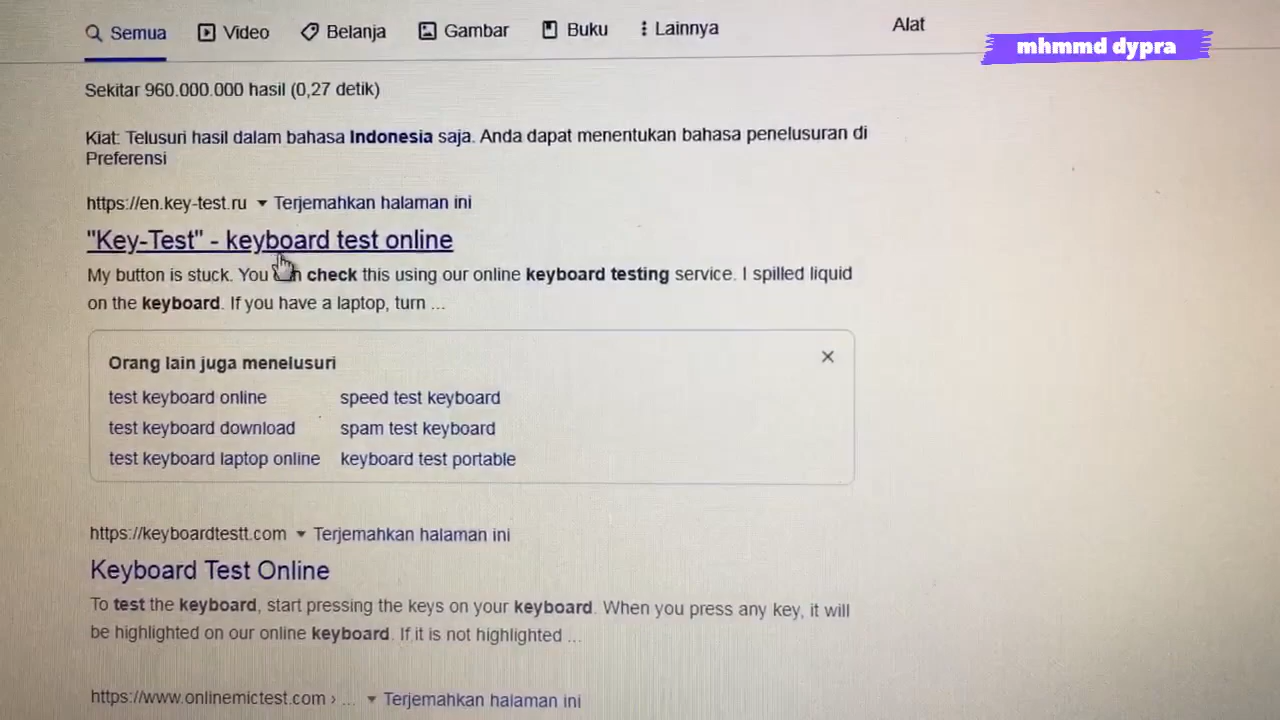 Semua Video Belanja Gambar Buku Lainnya Alat
mhmmd dypra
Sekitar 960.000.000 hasil (0,27 detik)
Kiat: Telusuri hasil dalam bahasa Indonesia saja. Anda dapat menentukan bahasa penelusuran di
Preferensi
https://en.key-test.ru Terjemahkan halaman ini
"Key-Test" - keyboard test online
My button is stuck. You check this using our online keyboard testing service. I spilled liquid
on the keyboard. If you have a laptop, turn ...
Orang lain juga menelusuri
test keyboard online speed test keyboard
test keyboard download spam test keyboard
test keyboard laptop online keyboard test portable
https://keyboardtestt.com Terjemahkan halaman ini
Keyboard Test Online
To test the keyboard, start pressing the keys on your keyboard. When you press any key, it will
be highlighted on our online keyboard. If it is not highlighted ...
https://www.onlinemictest.com › ... Terjemahkan halaman ini